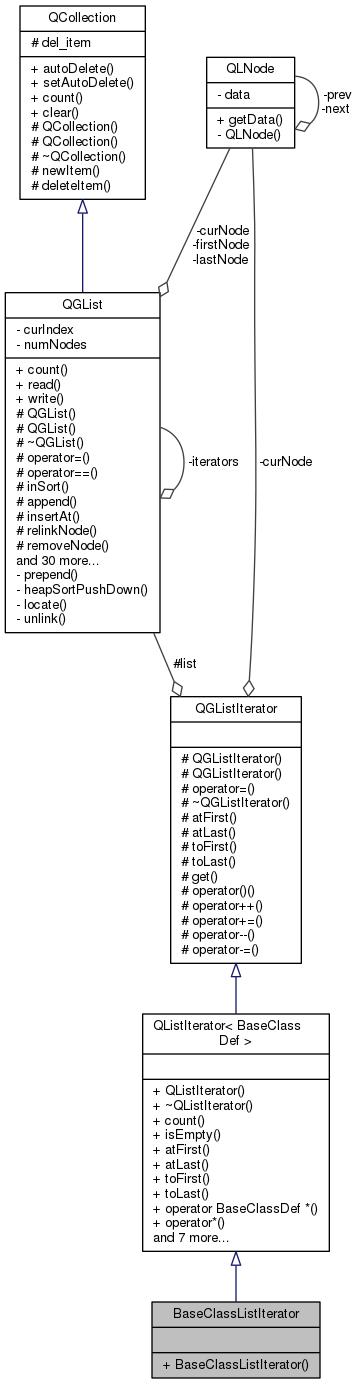 QCollection
# del_item
+ autoDelete()
+ setAutoDelete()
+ count()
+ clear()
# QCollection()
# QCollection()
# ~QCollection()
# newItem()
# deleteItem()
QLNode
- data
+ getData()
- QLNode()
-prev
-next
-curNode
-firstNode
-lastNode
QGList
- curIndex
- numNodes
+ count()
+ read()
+ write()
# QGList()
# QGList()
# ~QGList()
# operator=()
# operator==()
# inSort()
# append()
# insertAt()
# relinkNode()
# removeNode()
and 30 more...
- prepend()
- heapSortPushDown()
- locate()
- unlink()
-iterators
-curNode
#list
QGListIterator
# QGListIterator()
# QGListIterator()
# operator=()
# ~QGListIterator()
# atFirst()
# atLast()
# toFirst()
# toLast()
# get()
# operator()()
# operator++()
# operator+=()
# operator--()
# operator-=()
QListIterator< BaseClass
Def >
+ QListIterator()
+ ~QListIterator()
+ count()
+ isEmpty()
+ atFirst()
+ atLast()
+ toFirst()
+ toLast()
+ operator BaseClassDef *()
+ operator*()
and 7 more...
BaseClassListIterator
+ BaseClassListIterator()